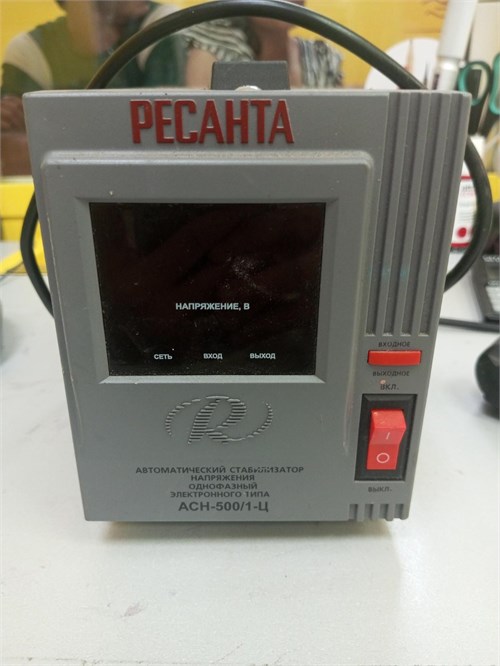 РЕСАНТА
НАПРЯЖЕНИЕ, В
СЕТЬ ВХОД ВЫХОД
ВХОДНОЕ
ВЫХОДНОЕ
ВКЛ.
I
O
ВЫКЛ.
R
АВТОМАТИЧЕСКИЙ СТАБИЛИЗАТОР
НАПРЯЖЕНИЯ
ОДНОФАЗНЫЙ
ЭЛЕКТРОННОГО ТИПА
АСН-500/1-Ц